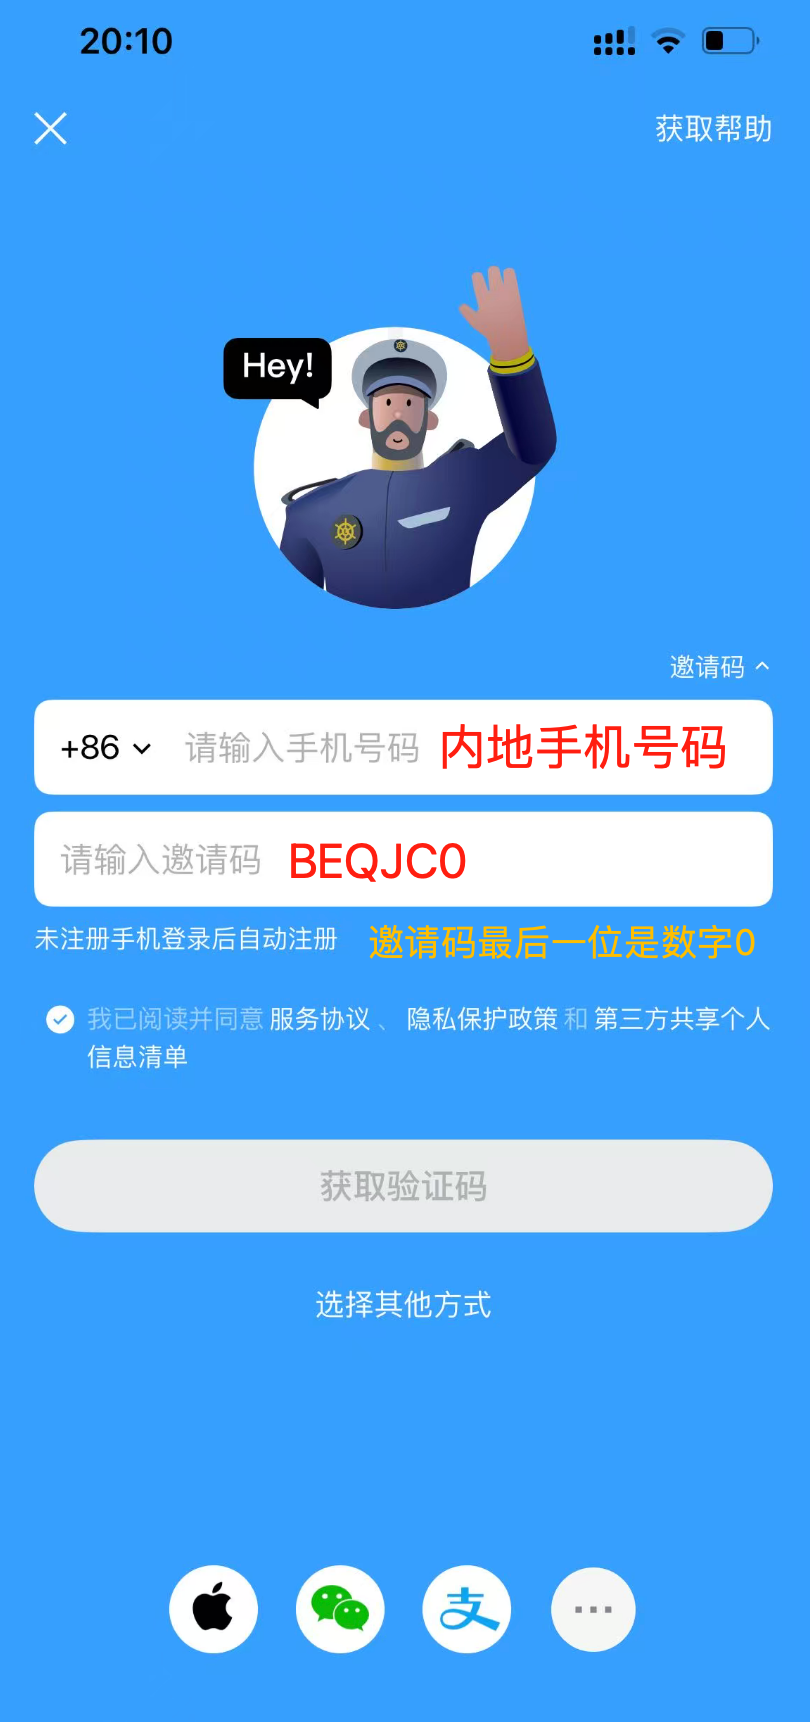 20:10
获取帮助
Hey!
邀请码
+86 请输入手机号码 内地手机号码
请输入邀请码 BEQJC0
未注册手机登录后自动注册 邀请码最后一位是数字0
我已阅读并同意 服务协议 、 隐私保护政策 和 第三方共享个人
信息清单
获取验证码
选择其他方式
支